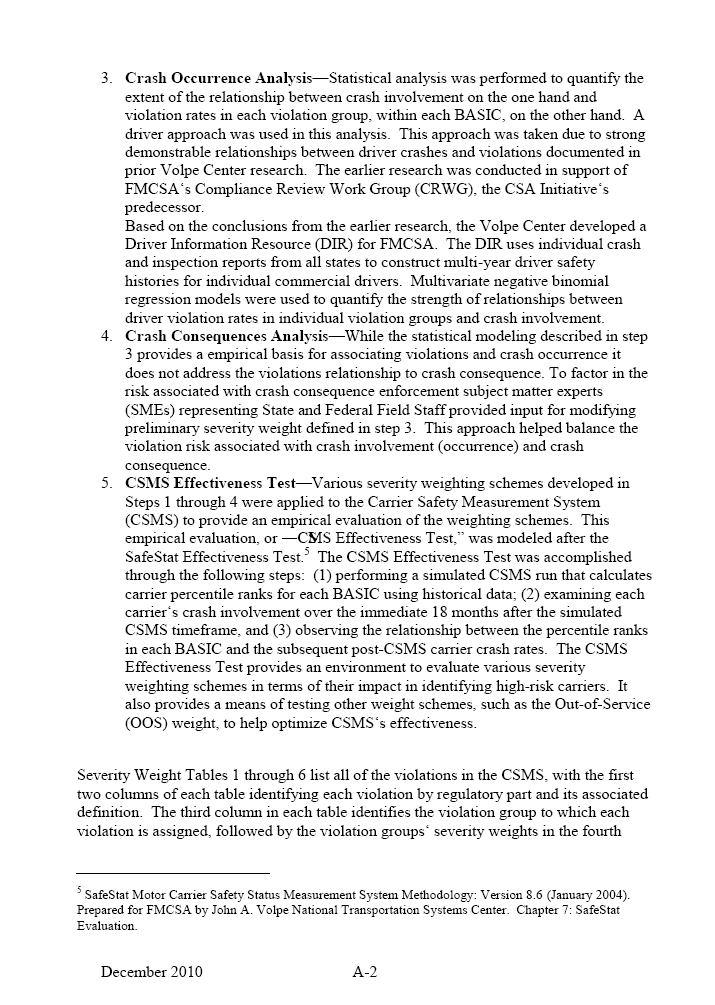 3. Crash Occurrence Analysis—Statistical analysis was performed to quantify the
extent of the relationship between crash involvement on the one hand and
violation rates in each violation group, within each BASIC, on the other hand. A
driver approach was used in this analysis. This approach was taken due to strong
demonstrable relationships between driver crashes and violations documented in
prior Volpe Center research. The earlier research was conducted in support of
FMCSA‘s Compliance Review Work Group (CRWG), the CSA Initiative‘s
predecessor.
Based on the conclusions from the earlier research, the Volpe Center developed a
Driver Information Resource (DIR) for FMCSA. The DIR uses individual crash
and inspection reports from all states to construct multi-year driver safety
histories for individual commercial drivers. Multivariate negative binomial
regression models were used to quantify the strength of relationships between
driver violation rates in individual violation groups and crash involvement.
4. Crash Consequences Analysis—While the statistical modeling described in step
3 provides a empirical basis for associating violations and crash occurrence it
does not address the violations relationship to crash consequence. To factor in the
risk associated with crash consequence enforcement subject matter experts
(SMEs) representing State and Federal Field Staff provided input for modifying
preliminary severity weight defined in step 3. This approach helped balance the
violation risk associated with crash involvement (occurrence) and crash
consequence.
5. CSMS Effectiveness Test—Various severity weighting schemes developed in
Steps 1 through 4 were applied to the Carrier Safety Measurement System
(CSMS) to provide an empirical evaluation of the weighting schemes. This
empirical evaluation, or —CSMS Effectiveness Test,” was modeled after the
SafeStat Effectiveness Test.5 The CSMS Effectiveness Test was accomplished
through the following steps: (1) performing a simulated CSMS run that calculates
carrier percentile ranks for each BASIC using historical data; (2) examining each
carrier‘s crash involvement over the immediate 18 months after the simulated
CSMS timeframe, and (3) observing the relationship between the percentile ranks
in each BASIC and the subsequent post-CSMS carrier crash rates. The CSMS
Effectiveness Test provides an environment to evaluate various severity
weighting schemes in terms of their impact in identifying high-risk carriers. It
also provides a means of testing other weight schemes, such as the Out-of-Service
(OOS) weight, to help optimize CSMS‘s effectiveness.
Severity Weight Tables 1 through 6 list all of the violations in the CSMS, with the first
two columns of each table identifying each violation by regulatory part and its associated
definition. The third column in each table identifies the violation group to which each
violation is assigned, followed by the violation groups‘ severity weights in the fourth
5 SafeStat Motor Carrier Safety Status Measurement System Methodology: Version 8.6 (January 2004).
Prepared for FMCSA by John A. Volpe National Transportation Systems Center. Chapter 7: SafeStat
Evaluation.
December 2010 A-2